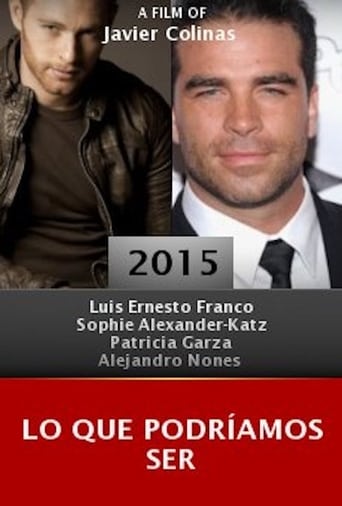 A FILM OF
Javier Colinas
2015
Luis Ernesto Franco
Sophie Alexander-Katz
Patricia Garza
Alejandro Nones
LO QUE PODRÍAMOS
SER